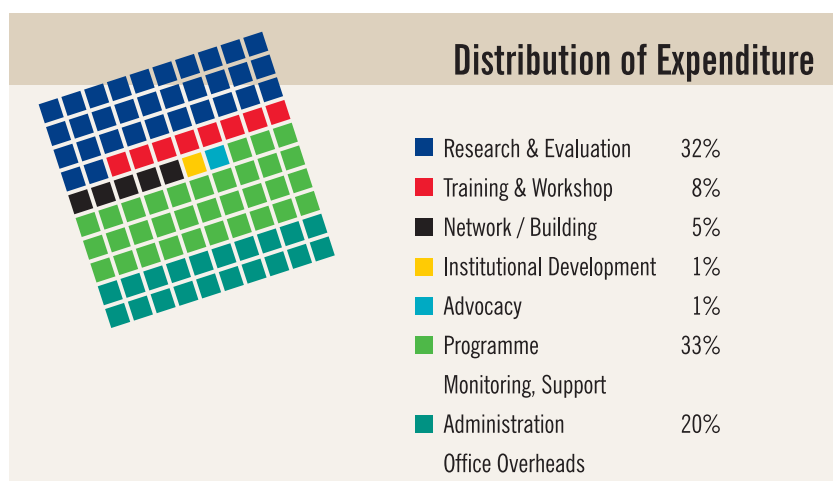 Distribution of Expenditure
Research & Evaluation 32%
Training & Workshop 8%
Network / Building 5%
Institutional Development 1%
Advocacy 1%
Programme 33%
Monitoring, Support
Administration 20%
Office Overheads